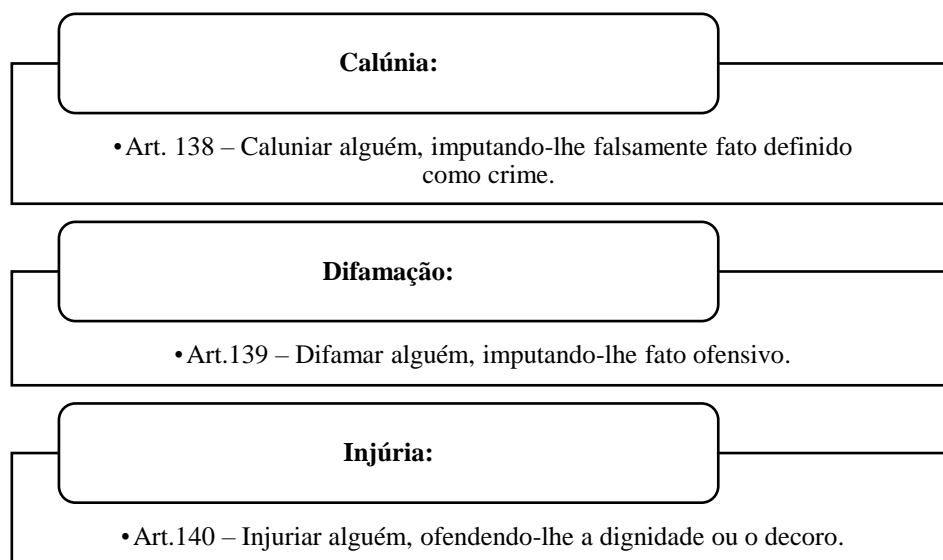 Calúnia:
•Art. 138 – Caluniar alguém, imputando-lhe falsamente fato definido
como crime.
Difamação:
•Art.139 – Difamar alguém, imputando-lhe fato ofensivo.
Injúria:
•Art.140 – Injuriar alguém, ofendendo-lhe a dignidade ou o decoro.